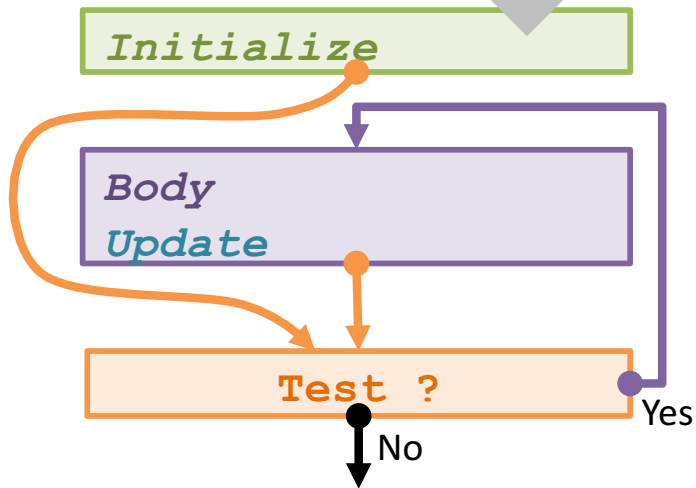 Initialize
Body
Update
Test ?
Yes
No